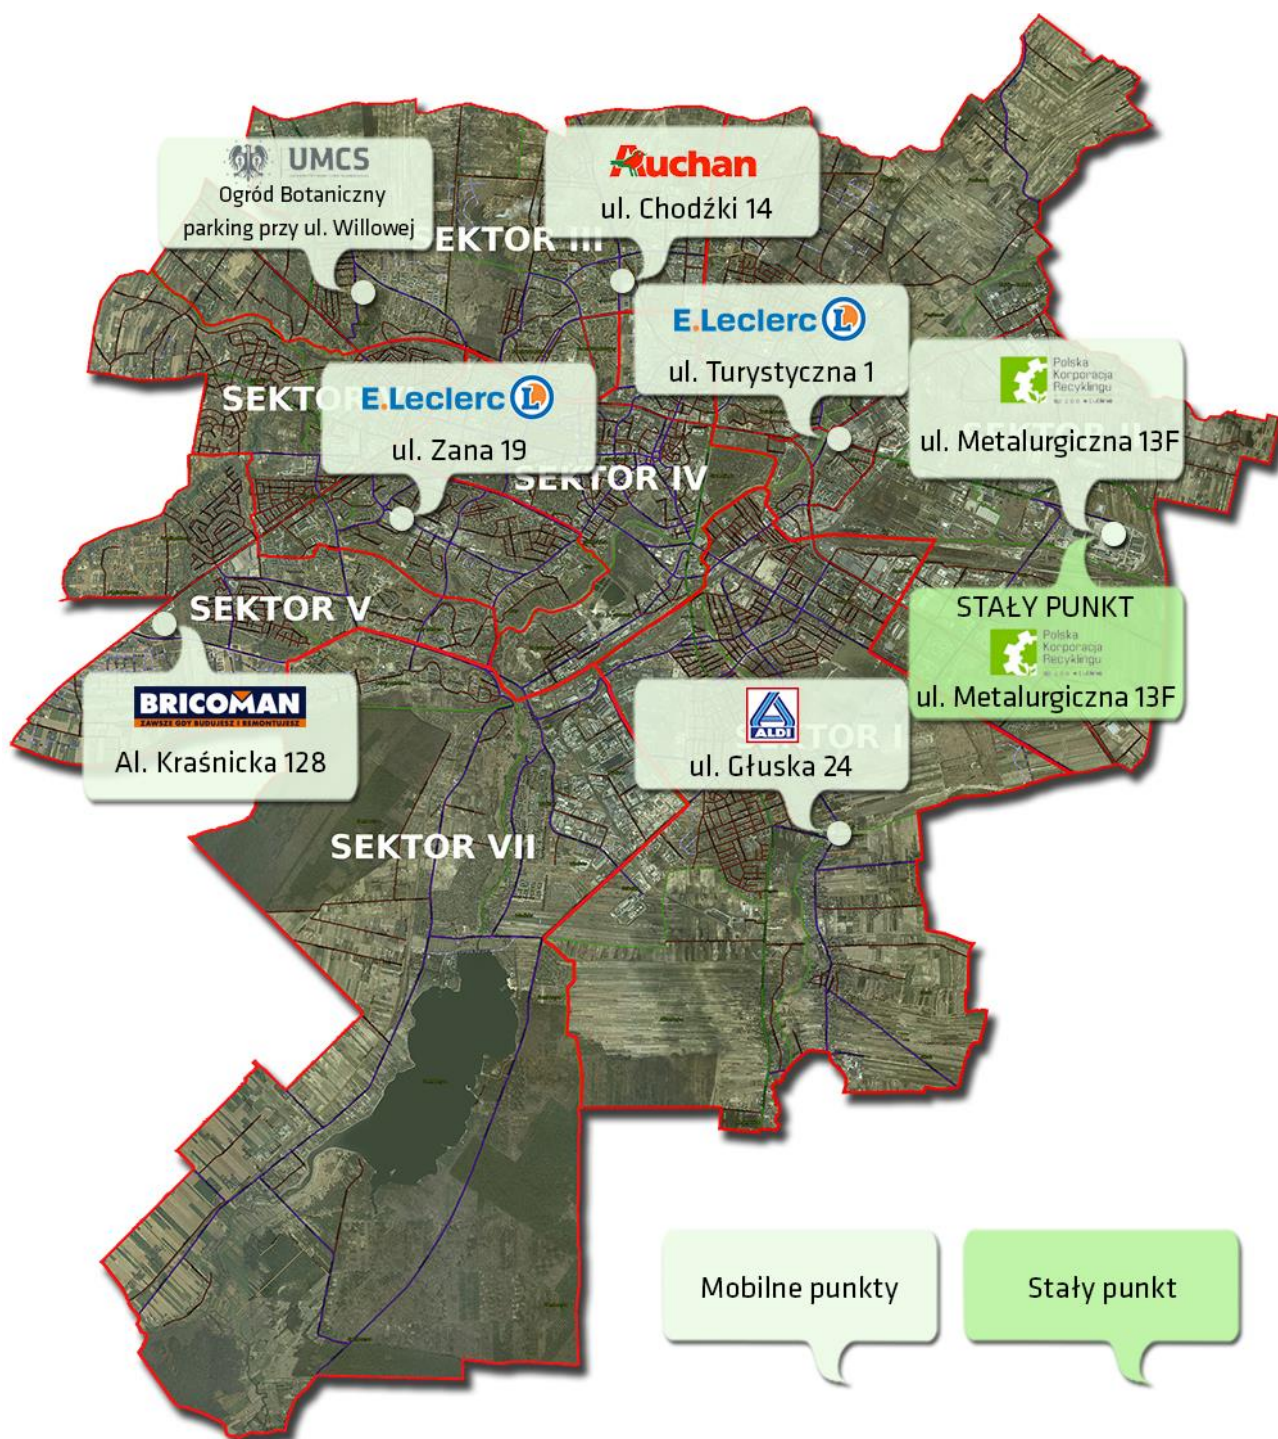 UMCS
Ogród Botaniczny
parking przy ul. Willowej
Auchan
ul. Chodźki 14
SEKTOR III
E.Leclerc L
ul. Turystyczna 1
Polska
Korporacja
Recyklingu
ul. Metalurgiczna 13F
SEKTOR
E.Leclerc L
ul. Zana 19
SEKTOR II
SEKTOR IV
STAŁY PUNKT
Polska
Korporacja
Recyklingu
ul. Metalurgiczna 13F
SEKTOR V
BRICOMAN
ZAWSZE GDY BUDUJESZ I REMONTUJESZ
Al. Kraśnicka 128
ALDI
SEKTOR I
ul. Głuska 24
SEKTOR VII
Mobilne punkty
Stały punkt